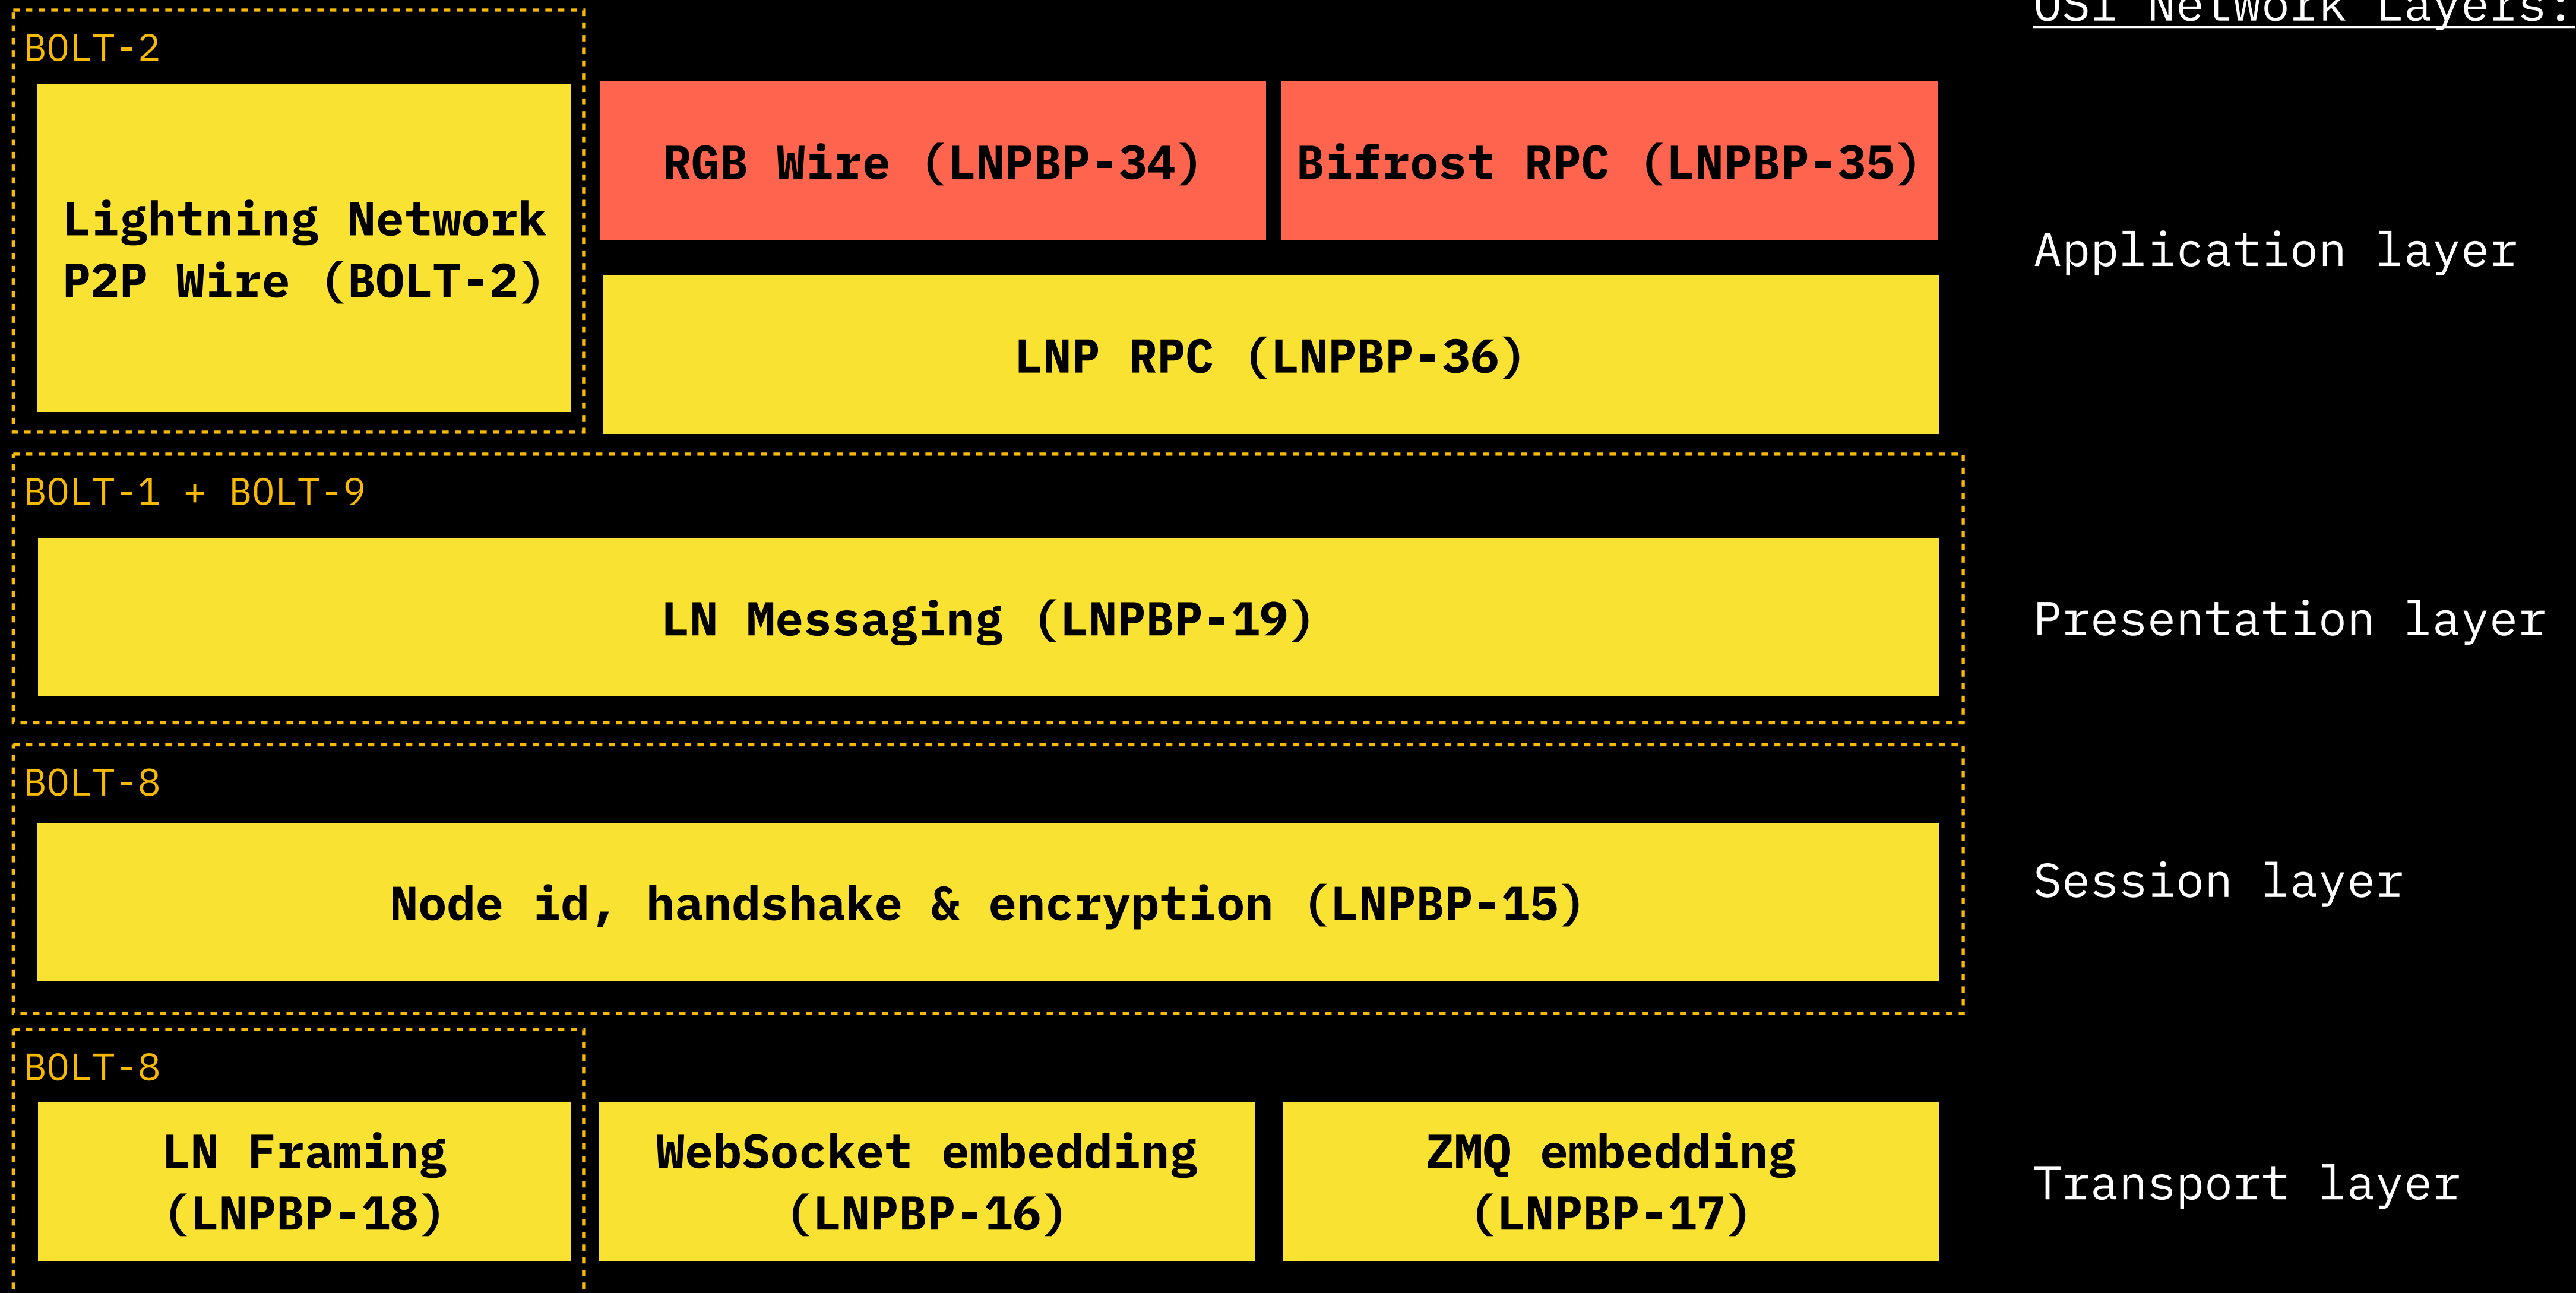 OSI Network Layers:
BOLT-2
Lightning Network
P2P Wire (BOLT-2)
RGB Wire (LNPBP-34)
Bifrost RPC (LNPBP-35)
LNP RPC (LNPBP-36)
Application layer
BOLT-1 + BOLT-9
LN Messaging (LNPBP-19)
Presentation layer
BOLT-8
Node id, handshake & encryption (LNPBP-15)
Session layer
BOLT-8
LN Framing
(LNPBP-18)
WebSocket embedding
(LNPBP-16)
ZMQ embedding
(LNPBP-17)
Transport layer